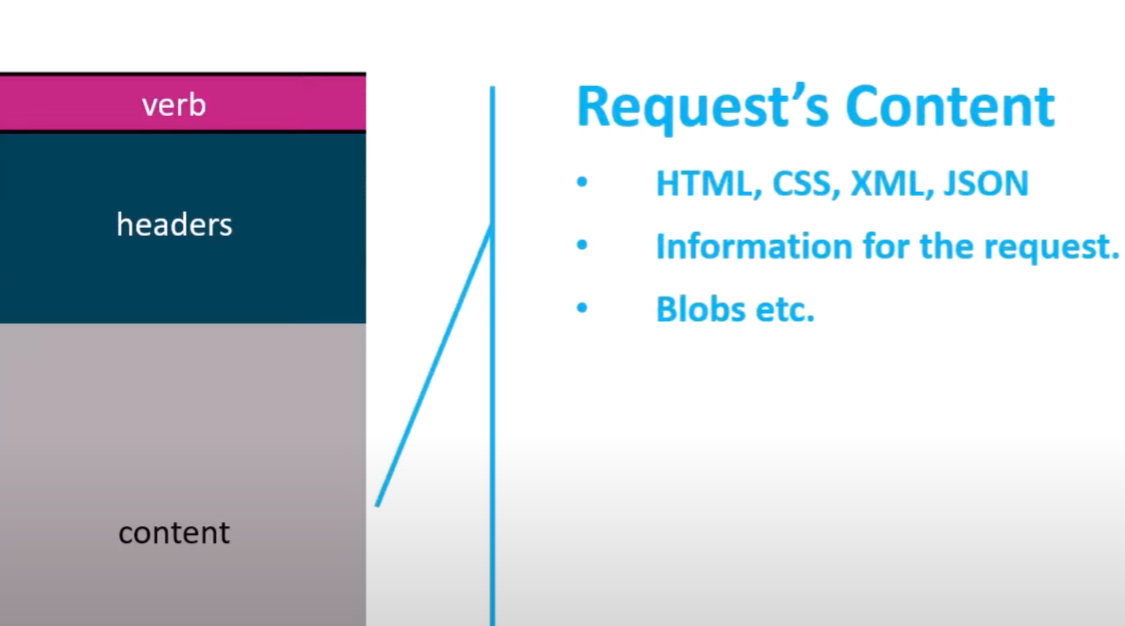 verb
headers
content
Request’s Content
• HTML, CSS, XML, JSON
• Information for the request.
• Blobs etc.